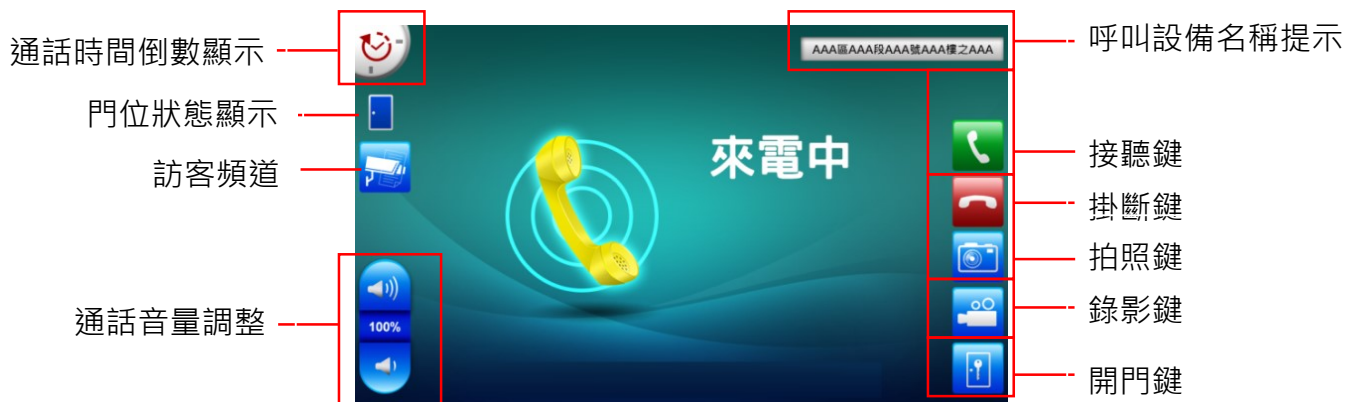 通話時間倒數顯示
門位狀態顯示
訪客頻道
通話音量調整
100%
AAA區AAA段AAA號AAA樓之AAA
來電中
呼叫設備名稱提示
接聽鍵
掛斷鍵
拍照鍵
錄影鍵
開門鍵